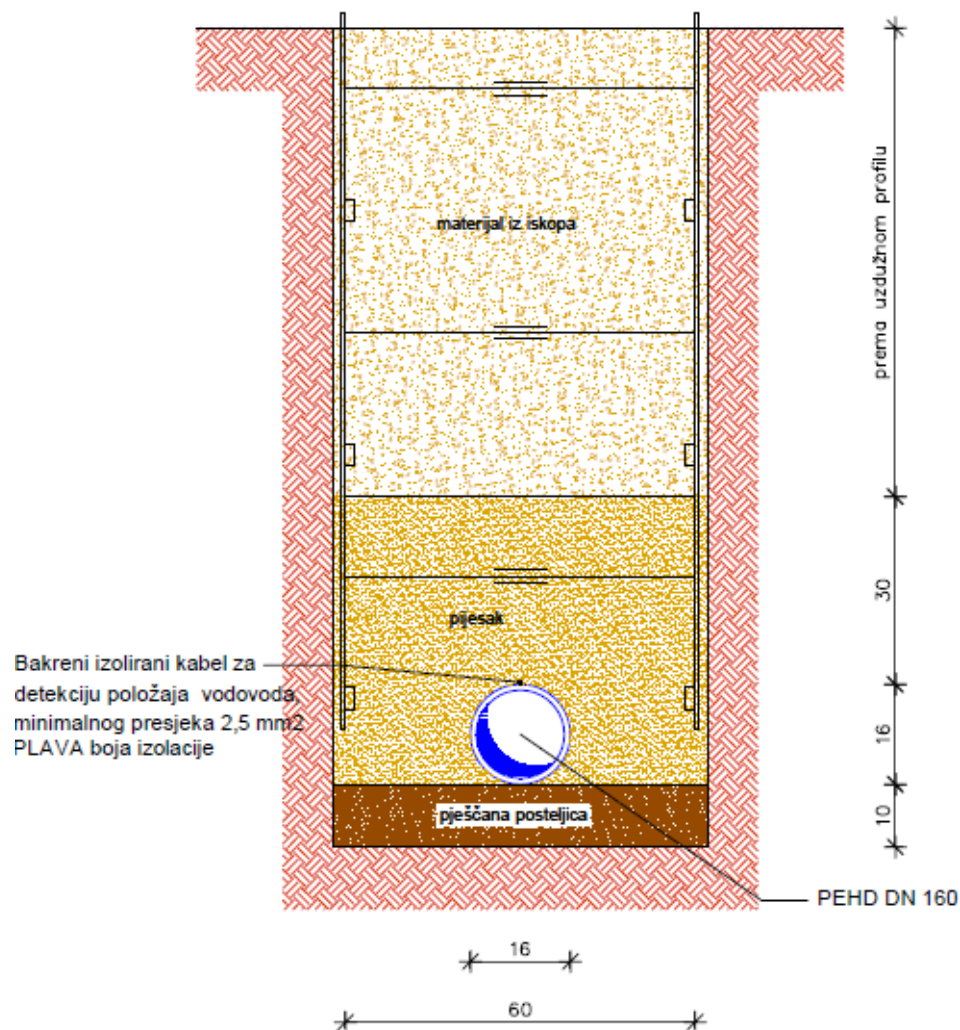 materijal iz iskopa
prema uzdužnom profilu
pijesak
30
Bakreni izolirani kabel za
detekciju položaja vodovoda,
minimalnog presjeka 2,5 mm2
PLAVA boja izolacije
16
pješčana posteljica
10
PEHD DN 160
16
60